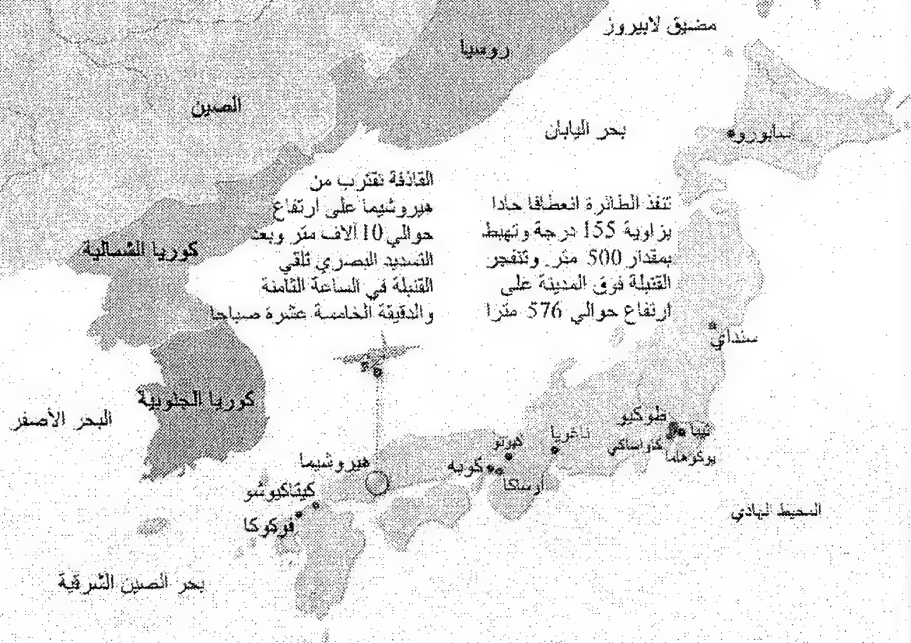 مضيق لابيروز
روسيا
الصين
بحر اليابان
سابورو
تنفذ الطائرة انعطافا حادا
بزاوية 155 درجة وتهبط
بمقدار 500 متر وتنفجر
القنبلة فوق المدينة على
ارتفاع حوالي 576 مترا
القاذفة تقترب من
هيروشيما على ارتفاع
حوالي 10 آلاف متر وبعد
التسديد البصري تلقي
القنبلة في الساعة الثامنة
والدقيقة الخامسة عشرة صباحا
كوريا الشمالية
سنداي
كوريا الجنوبية
البحر الأصفر
طوكيو
تيبا
كاواساكي
يوكوهاما
ناغويا
كيوتو
كوبه
أوساكا
هيروشيما
كيتاكيوشو
فوكوكا
المحيط الهادي
بحر الصين الشرقية